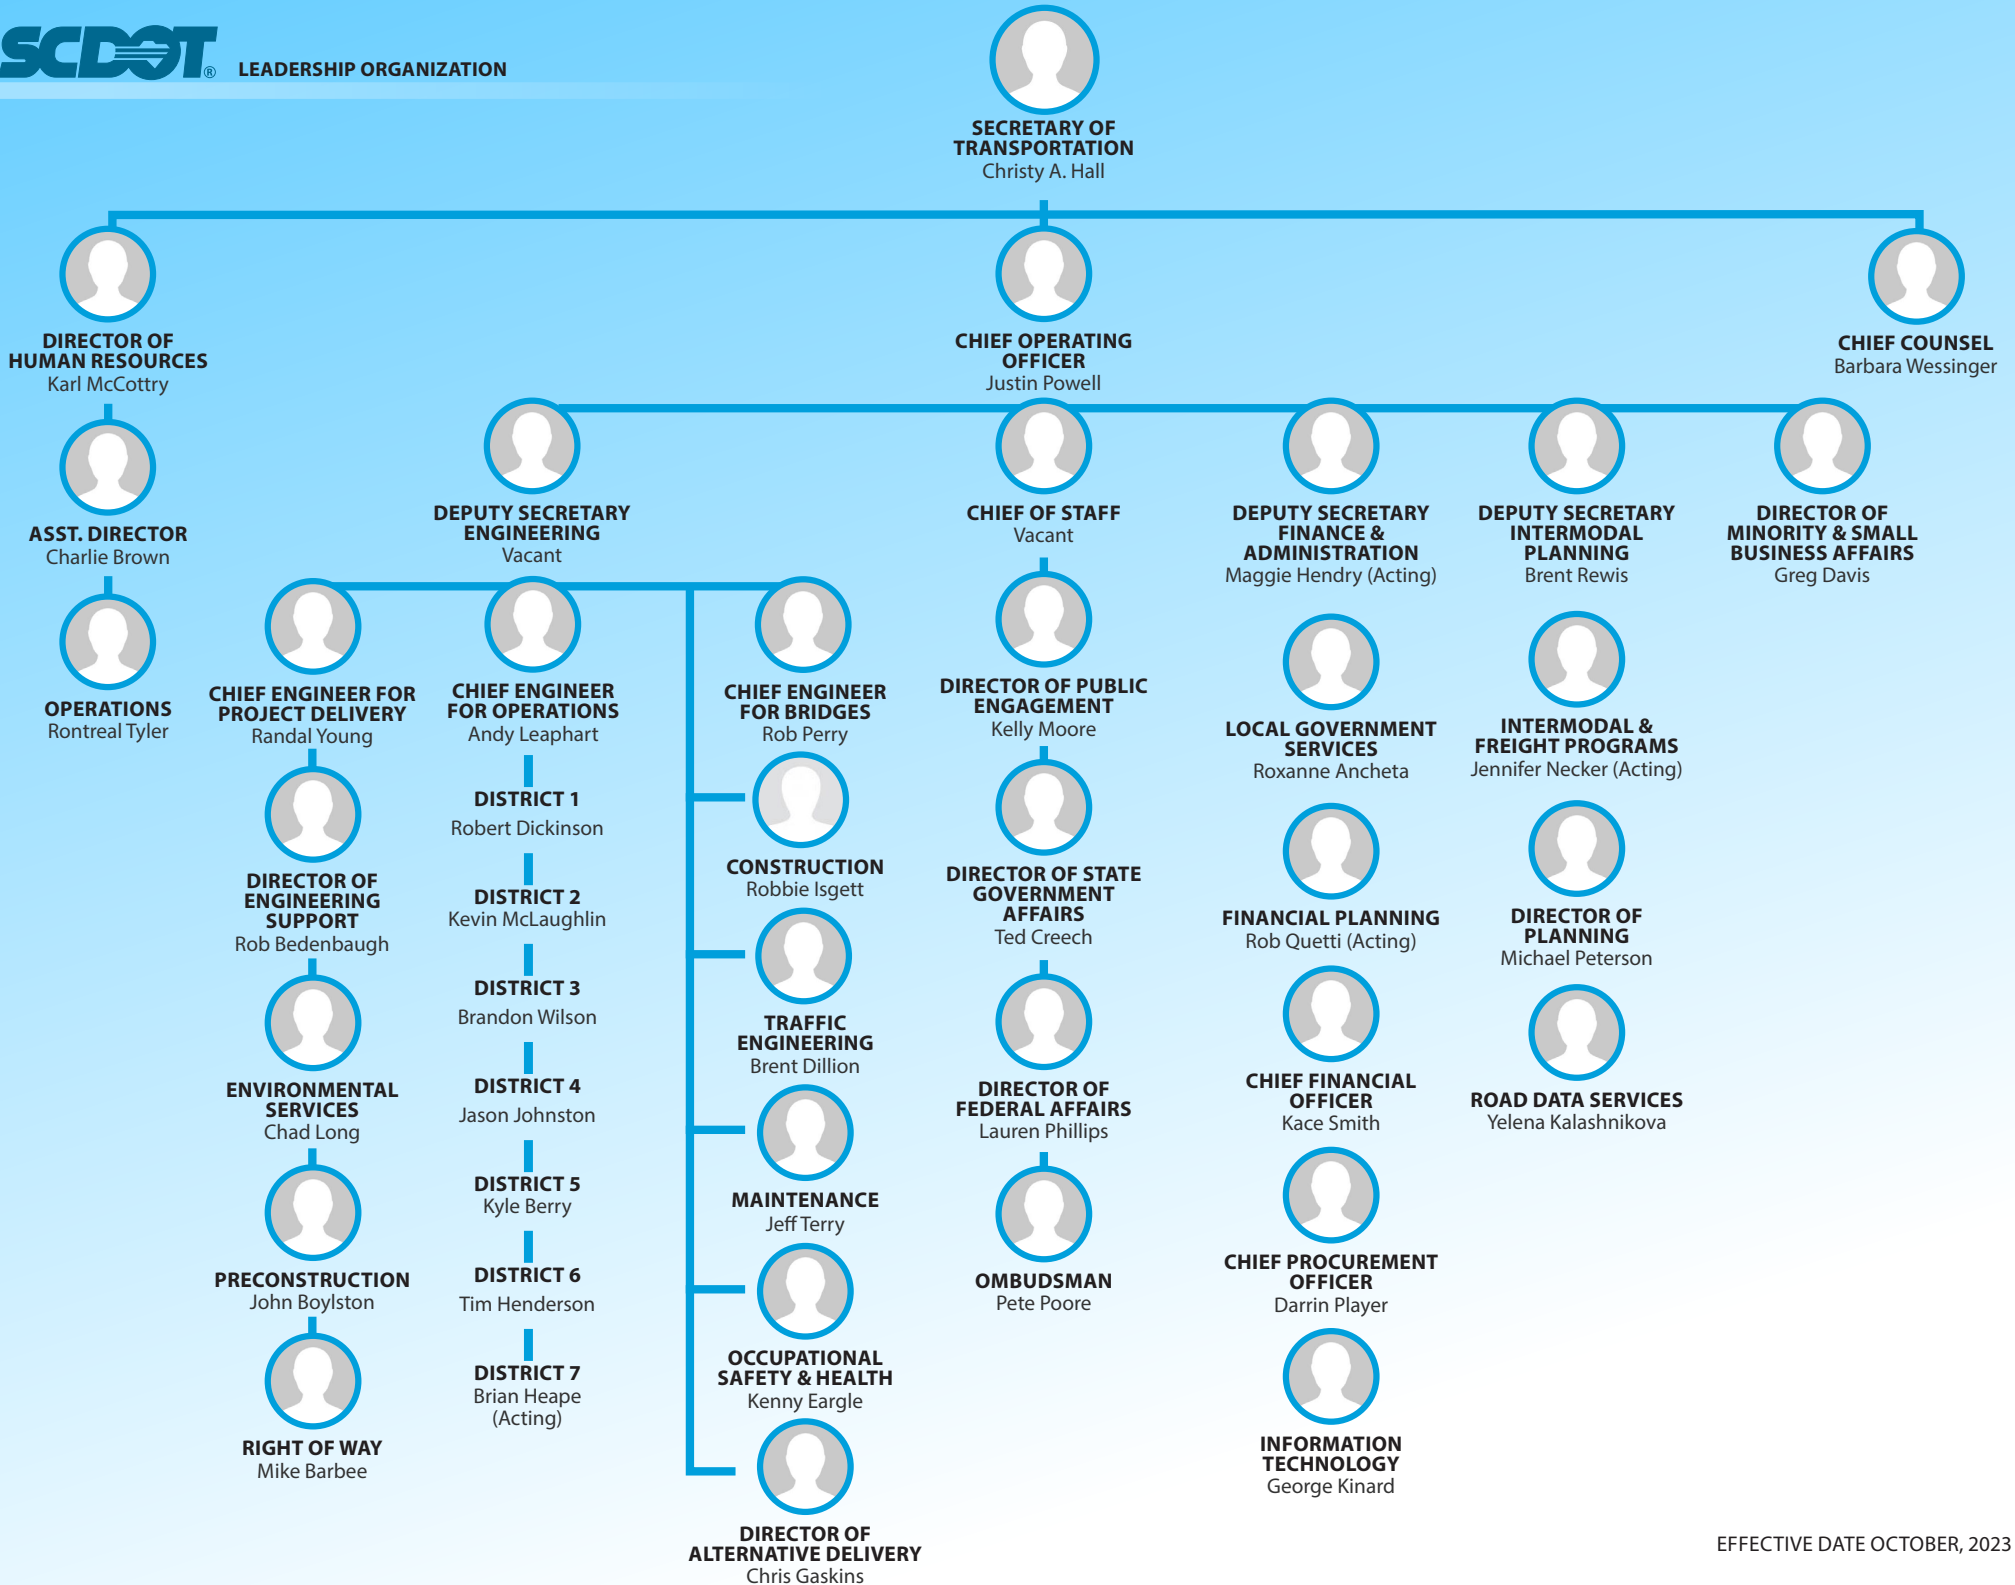 SCDOT®
LEADERSHIP ORGANIZATION
SECRETARY OF
TRANSPORTATION
Christy A. Hall
DIRECTOR OF
HUMAN RESOURCES
Karl McCottry
CHIEF OPERATING
OFFICER
Justin Powell
CHIEF COUNSEL
Barbara Wessinger
ASST. DIRECTOR
Charlie Brown
OPERATIONS
Rontreal Tyler
DEPUTY SECRETARY
ENGINEERING
Vacant
CHIEF OF STAFF
Vacant
DEPUTY SECRETARY
FINANCE &
ADMINISTRATION
Maggie Hendry (Acting)
DEPUTY SECRETARY
INTERMODAL
PLANNING
Brent Rewis
DIRECTOR OF
MINORITY & SMALL
BUSINESS AFFAIRS
Greg Davis
CHIEF ENGINEER FOR
PROJECT DELIVERY
Randal Young
DIRECTOR OF
ENGINEERING
SUPPORT
Rob Bedenbaugh
ENVIRONMENTAL
SERVICES
Chad Long
PRECONSTRUCTION
John Boylston
RIGHT OF WAY
Mike Barbee
CHIEF ENGINEER
FOR OPERATIONS
Andy Leaphart
DISTRICT 1
Robert Dickinson
DISTRICT 2
Kevin McLaughlin
DISTRICT 3
Brandon Wilson
DISTRICT 4
Jason Johnston
DISTRICT 5
Kyle Berry
DISTRICT 6
Tim Henderson
DISTRICT 7
Brian Heape
(Acting)
CHIEF ENGINEER
FOR BRIDGES
Rob Perry
CONSTRUCTION
Robbie Isgett
TRAFFIC
ENGINEERING
Brent Dillion
MAINTENANCE
Jeff Terry
OCCUPATIONAL
SAFETY & HEALTH
Kenny Eargle
DIRECTOR OF
ALTERNATIVE DELIVERY
Chris Gaskins
DIRECTOR OF PUBLIC
ENGAGEMENT
Kelly Moore
DIRECTOR OF STATE
GOVERNMENT
AFFAIRS
Ted Creech
DIRECTOR OF
FEDERAL AFFAIRS
Lauren Phillips
OMBUDSMAN
Pete Poore
LOCAL GOVERNMENT
SERVICES
Roxanne Ancheta
FINANCIAL PLANNING
Rob Quetti (Acting)
CHIEF FINANCIAL
OFFICER
Kace Smith
CHIEF PROCUREMENT
OFFICER
Darrin Player
INFORMATION
TECHNOLOGY
George Kinard
INTERMODAL &
FREIGHT PROGRAMS
Jennifer Necker (Acting)
DIRECTOR OF
PLANNING
Michael Peterson
ROAD DATA SERVICES
Yelena Kalashnikova
EFFECTIVE DATE OCTOBER, 2023